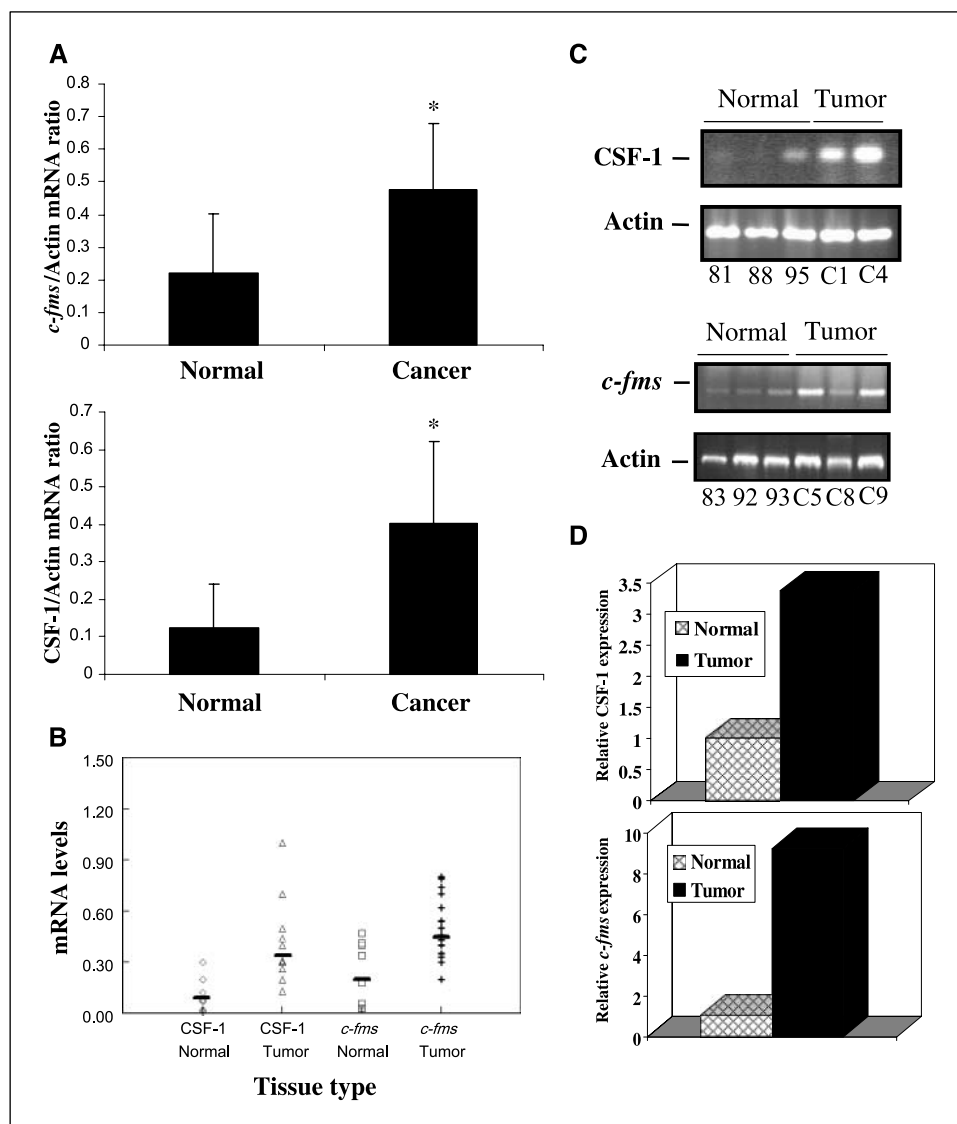 A
0.8
0.7
0.6
0.5
0.4
0.3
0.2
0.1
0
c-fms/Actin mRNA ratio
*
Normal
Cancer
0.7
0.6
0.5
0.4
0.3
0.2
0.1
0
CSF-1/Actin mRNA ratio
*
Normal
Cancer
B
1.50
1.20
0.90
0.60
0.30
0.00
mRNA levels
CSF-1 Normal
CSF-1 Tumor
c-fms Normal
c-fms Tumor
Tissue type
C
Normal Tumor
CSF-1
Actin
81 88 95 C1 C4
Normal Tumor
c-fms
Actin
83 92 93 C5 C8 C9
D
3.5
3
2.5
2
1.5
1
0.5
0
Relative CSF-1 expression
Normal
Tumor
10
8
6
4
2
0
Relative c-fms expression
Normal
Tumor